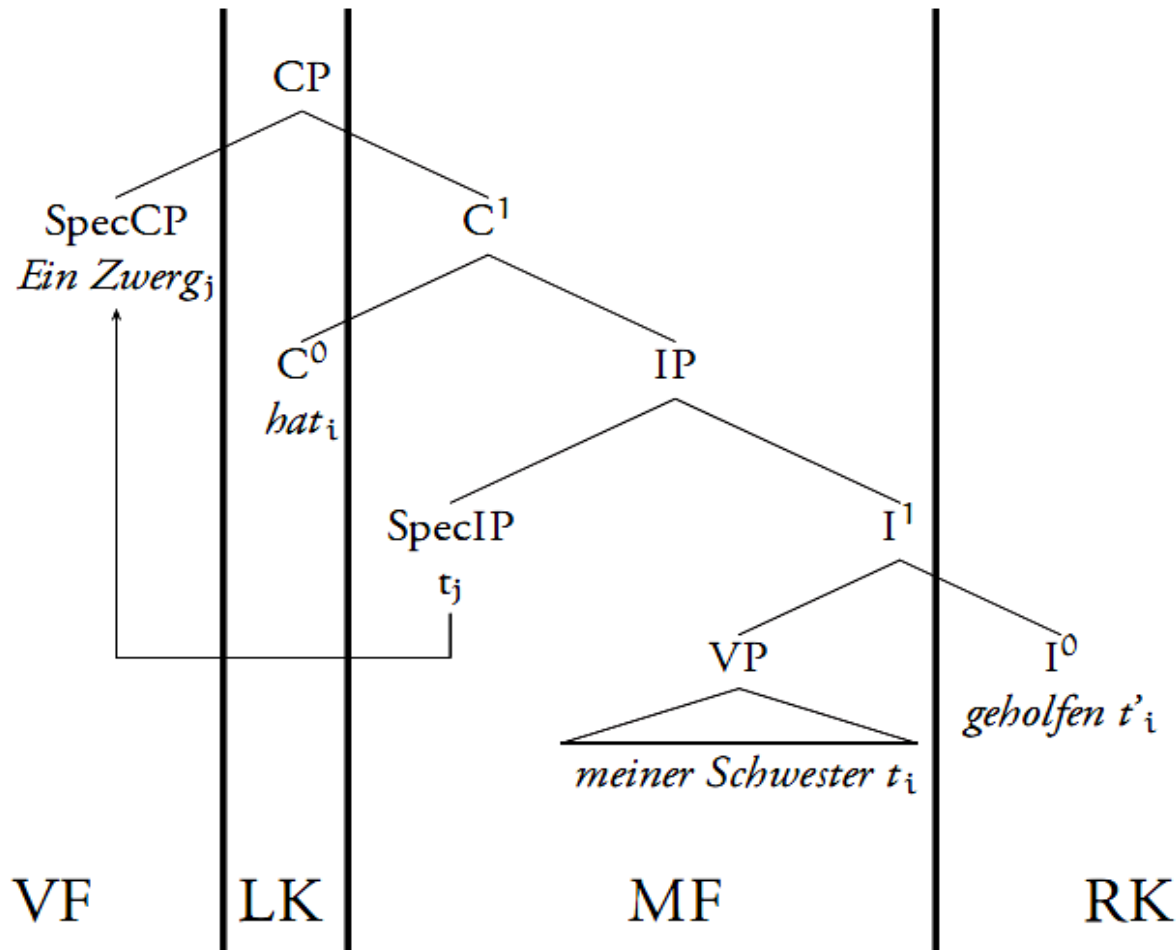 CP
SpecCP C¹
Ein Zwergⱼ
C⁰ IP
hatᵢ
SpecIP I¹
tⱼ
VP I⁰
geholfen t’ᵢ
meiner Schwester tᵢ
VF LK MF RK